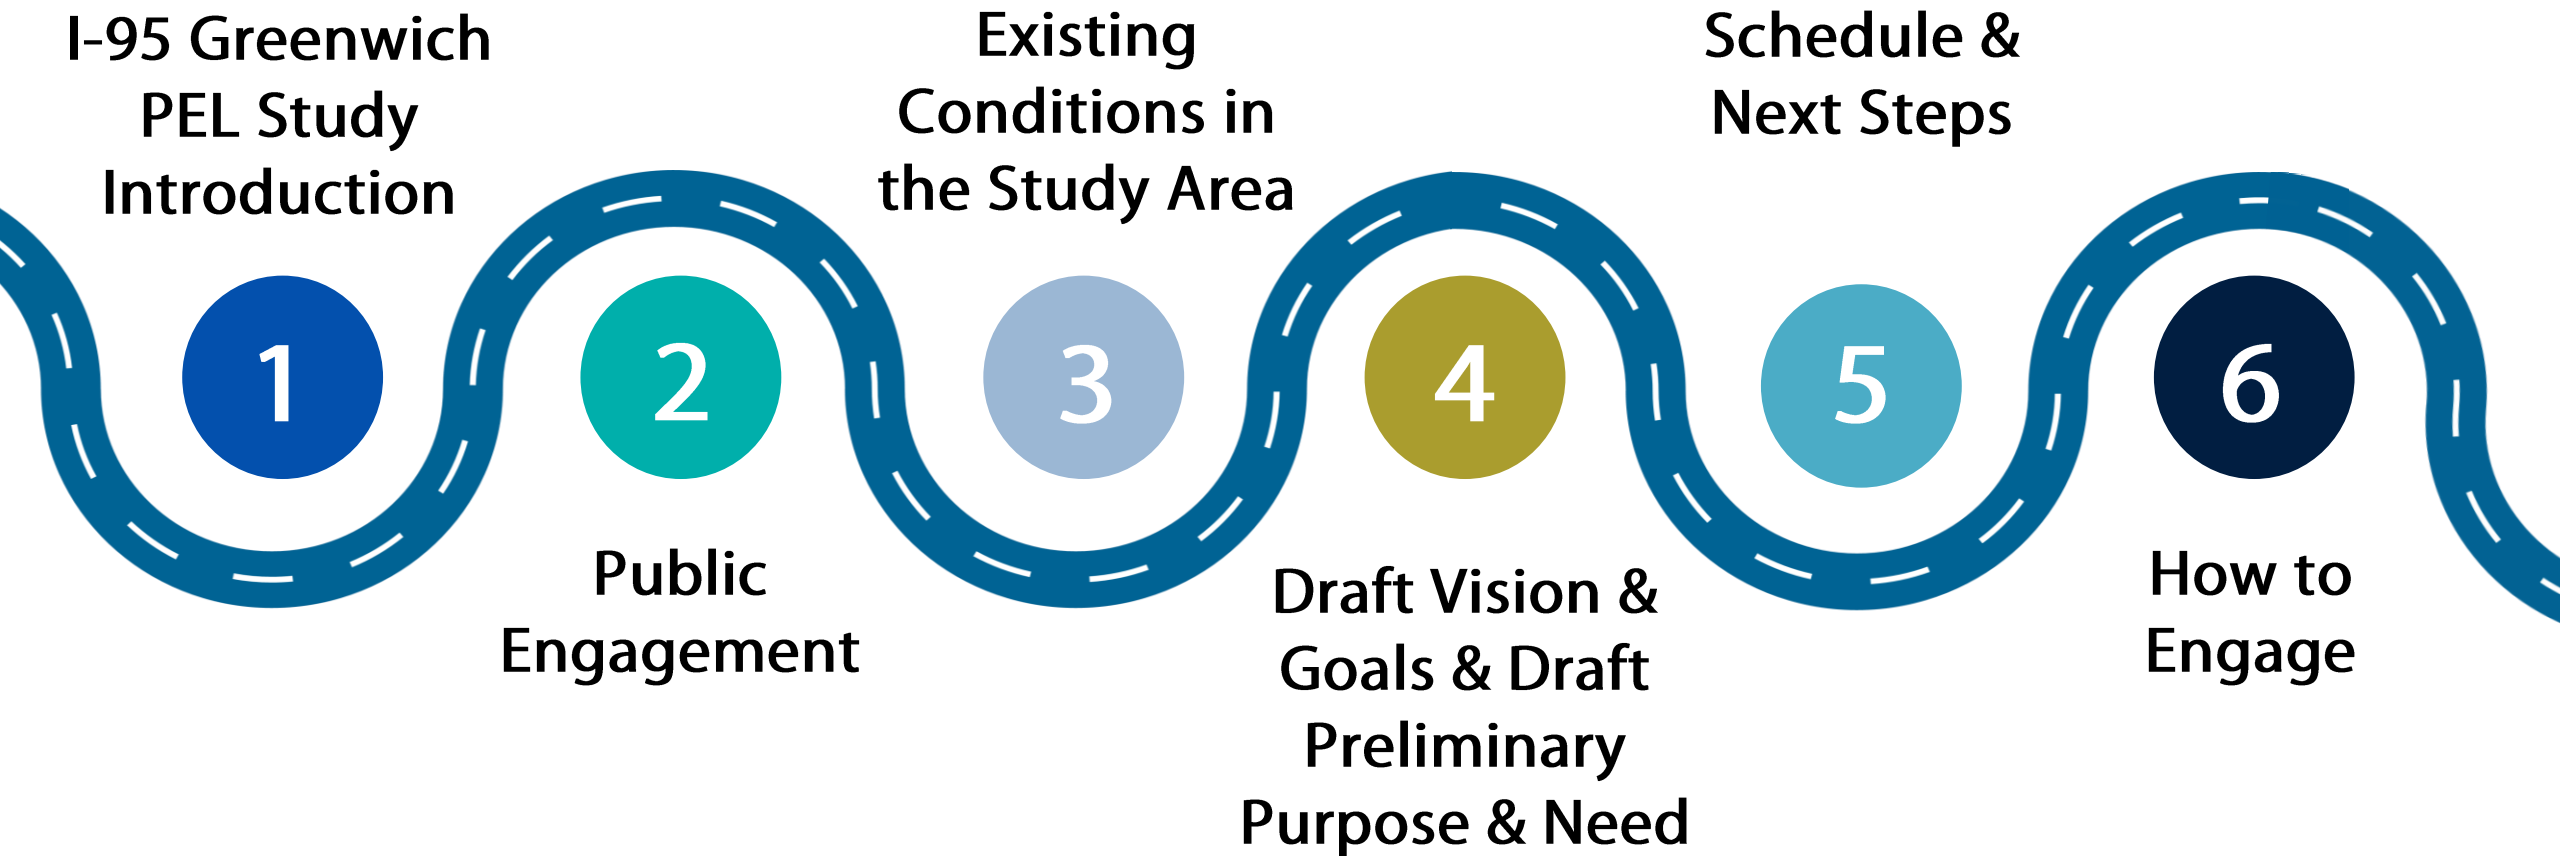 I-95 Greenwich
PEL Study
Introduction
1
2
Public
Engagement
Existing
Conditions in
the Study Area
3
4
Draft Vision &
Goals & Draft
Preliminary
Purpose & Need
Schedule &
Next Steps
5
6
How to
Engage